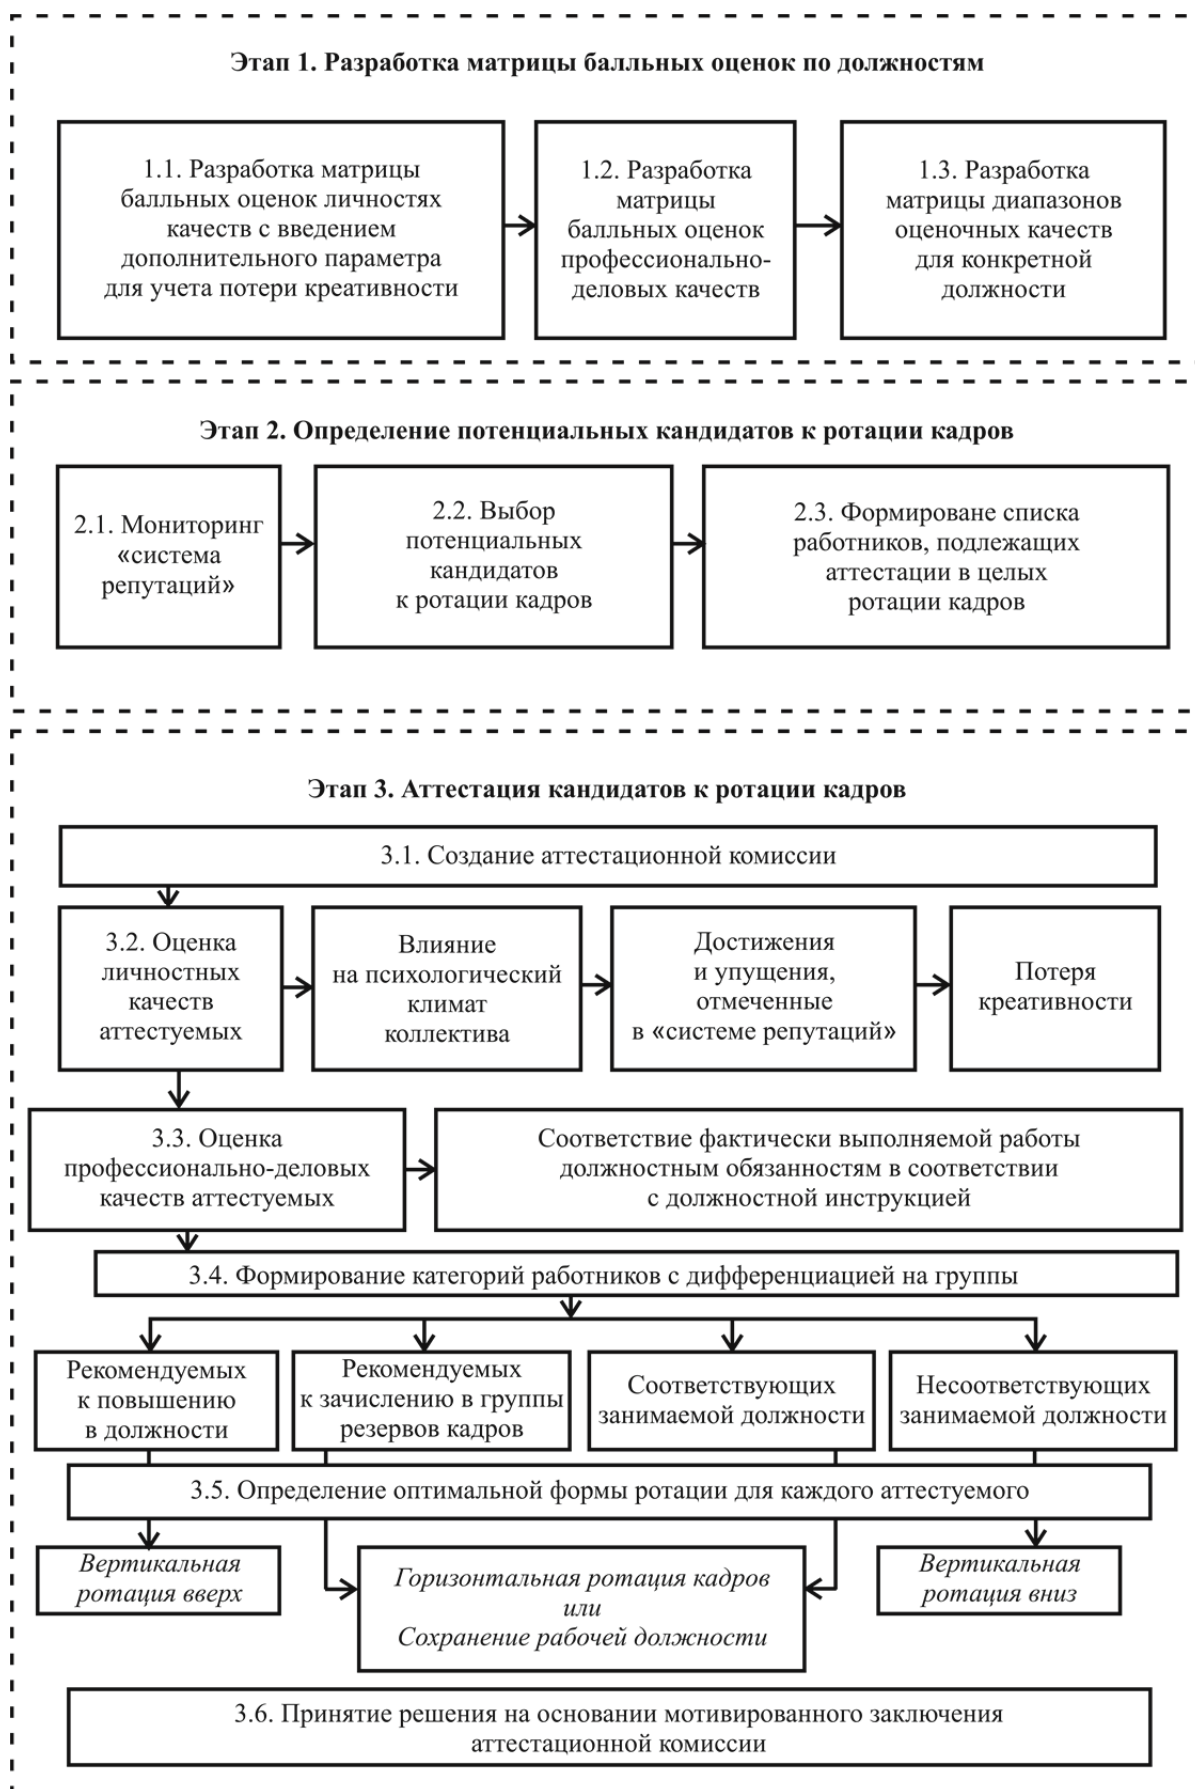 Этап 1. Разработка матрицы балльных оценок по должностям
1.1. Разработка матрицы
балльных оценок личностях
качеств с введением
дополнительного параметра
для учета потери креативности
1.2. Разработка
матрицы
балльных оценок
профессионально-
деловых качеств
1.3. Разработка
матрицы диапазонов
оценочных качеств
для конкретной
должности
Этап 2. Определение потенциальных кандидатов к ротации кадров
2.1. Мониторинг
«система
репутаций»
2.2. Выбор
потенциальных
кандидатов
к ротации кадров
2.3. Формироване списка
работников, подлежащих
аттестации в целых
ротации кадров
Этап 3. Аттестация кандидатов к ротации кадров
3.1. Создание аттестационной комиссии
3.2. Оценка
личностных
качеств
аттестуемых
Влияние
на психологический
климат
коллектива
Достижения
и упущения,
отмеченные
в «системе репутаций»
Потеря
креативности
3.3. Оценка
профессионально-деловых
качеств аттестуемых
Соответствие фактически выполняемой работы
должностным обязанностям в соответствии
с должностной инструкцией
3.4. Формирование категорий работников с дифференциацией на группы
Рекомендуемых
к повышению
в должности
Рекомендуемых
к зачислению в группы
резервов кадров
Соответствующих
занимаемой должности
Несоответствующих
занимаемой должности
3.5. Определение оптимальной формы ротации для каждого аттестуемого
Вертикальная
ротация вверх
Горизонтальная ротация кадров
или
Сохранение рабочей должности
Вертикальная
ротация вниз
3.6. Принятие решения на основании мотивированного заключения
аттестационной комиссии